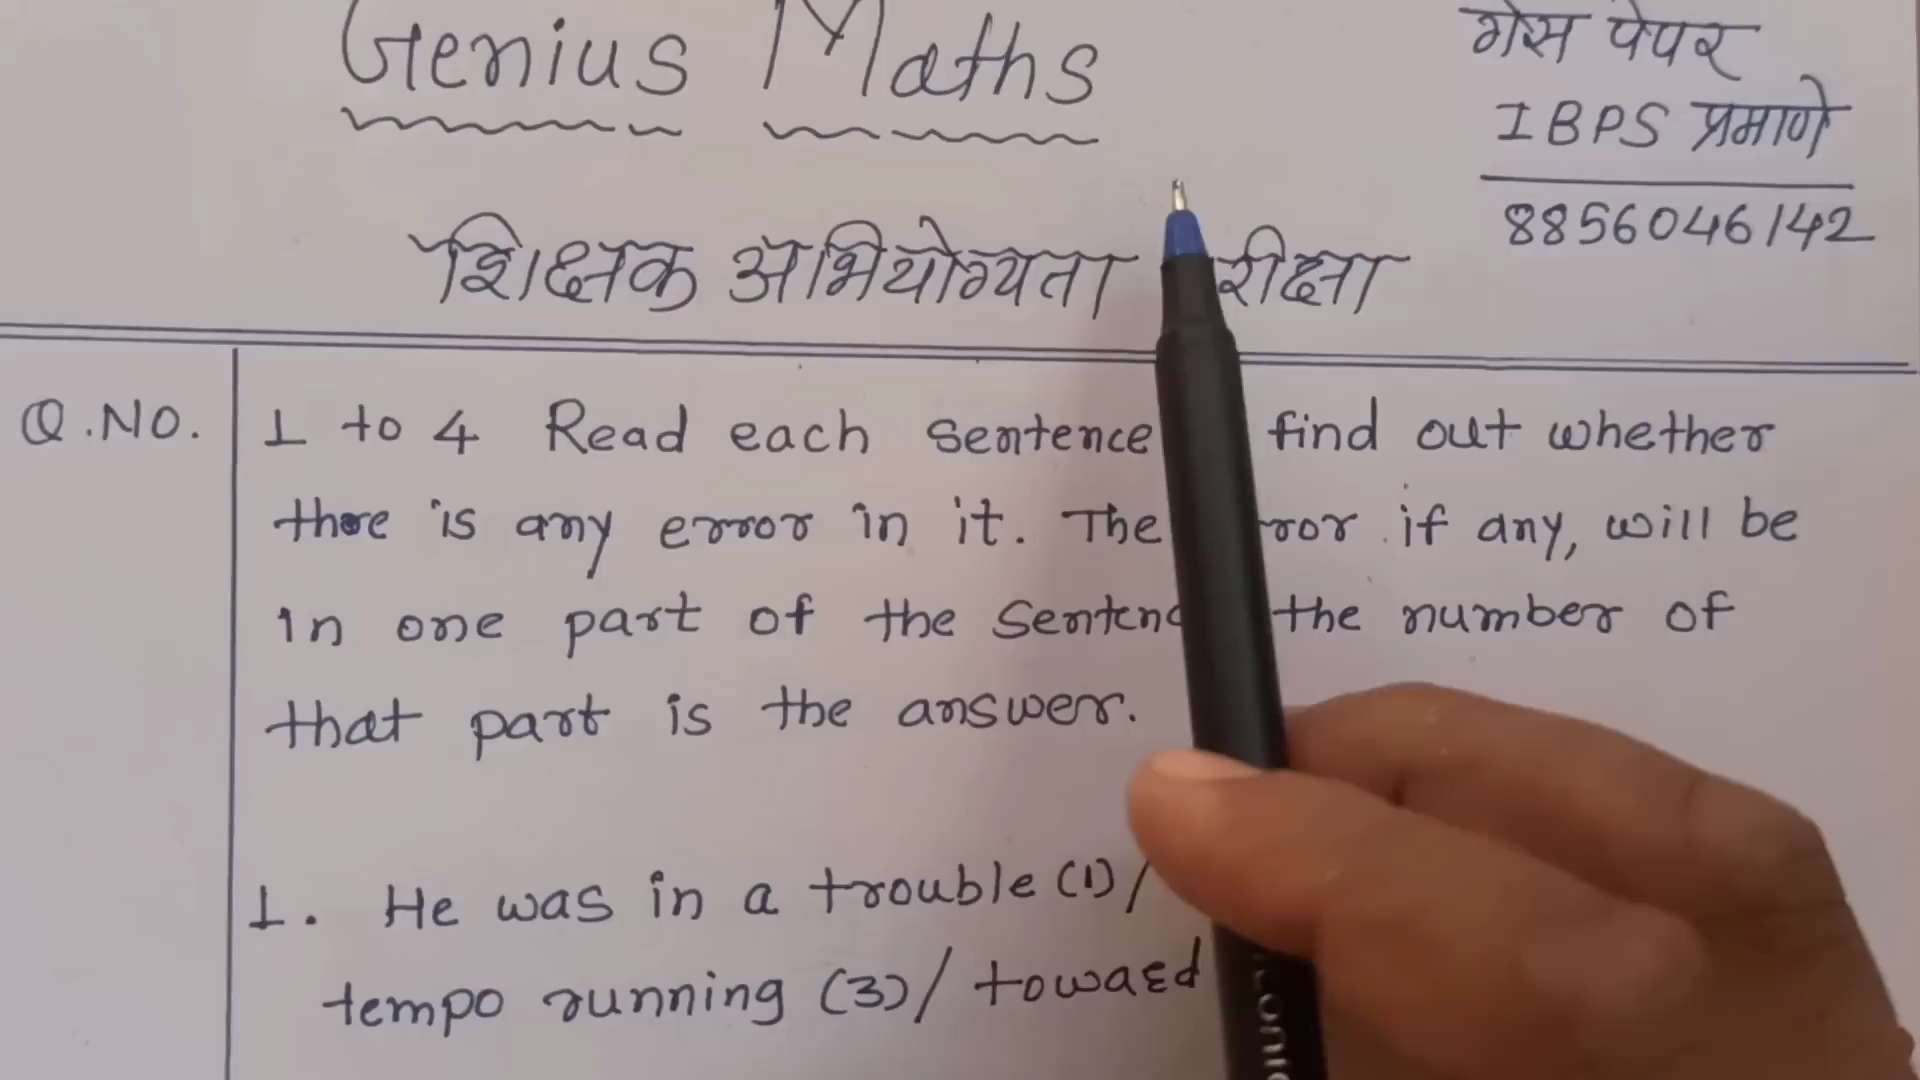 Genius Maths
गेस पेपर
IBPS प्रमाणे
8856046142
शिक्षक अभियोग्यता रीक्षा
Q.NO.
1 to 4 Read each sentence find out whether
there is any error in it. The ror if any, will be
in one part of the Sentenc the number of
that part is the answer.
1. He was in a trouble (1)/
tempo running (3)/ toward